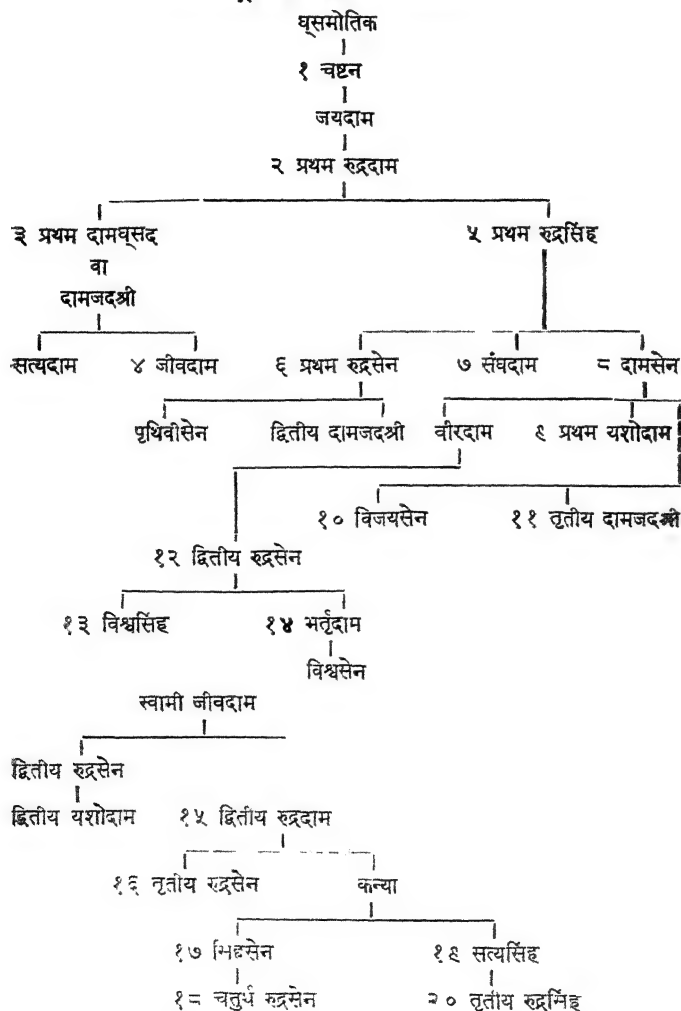 घ्समोतिक
१ चष्टन
जयदाम
२ प्रथम रुद्रदाम
३ प्रथम दामघ्सद ५ प्रथम रुद्रसिंह
वा
दामजदश्री
सत्यदाम ४ जीवदाम ६ प्रथम रुद्रसेन ७ संघदाम ८ दामसेन
पृथिवीसेन द्वितीय दामजदश्री वीरदाम ९ प्रथम यशोदाम
१० विजयसेन ११ तृतीय दामजदश्री
१२ द्वितीय रुद्रसेन
१३ विश्वसिंह १४ भर्तृदाम
विश्वसेन
स्वामी जीवदाम
द्वितीय रुद्रसेन
द्वितीय यशोदाम १५ द्वितीय रुद्रदाम
१६ तृतीय रुद्रसेन कन्या
१७ १९ सत्यसिंह
१८ चतुर्थ रुद्रसेन २० तृतीय रुद्रसिंह